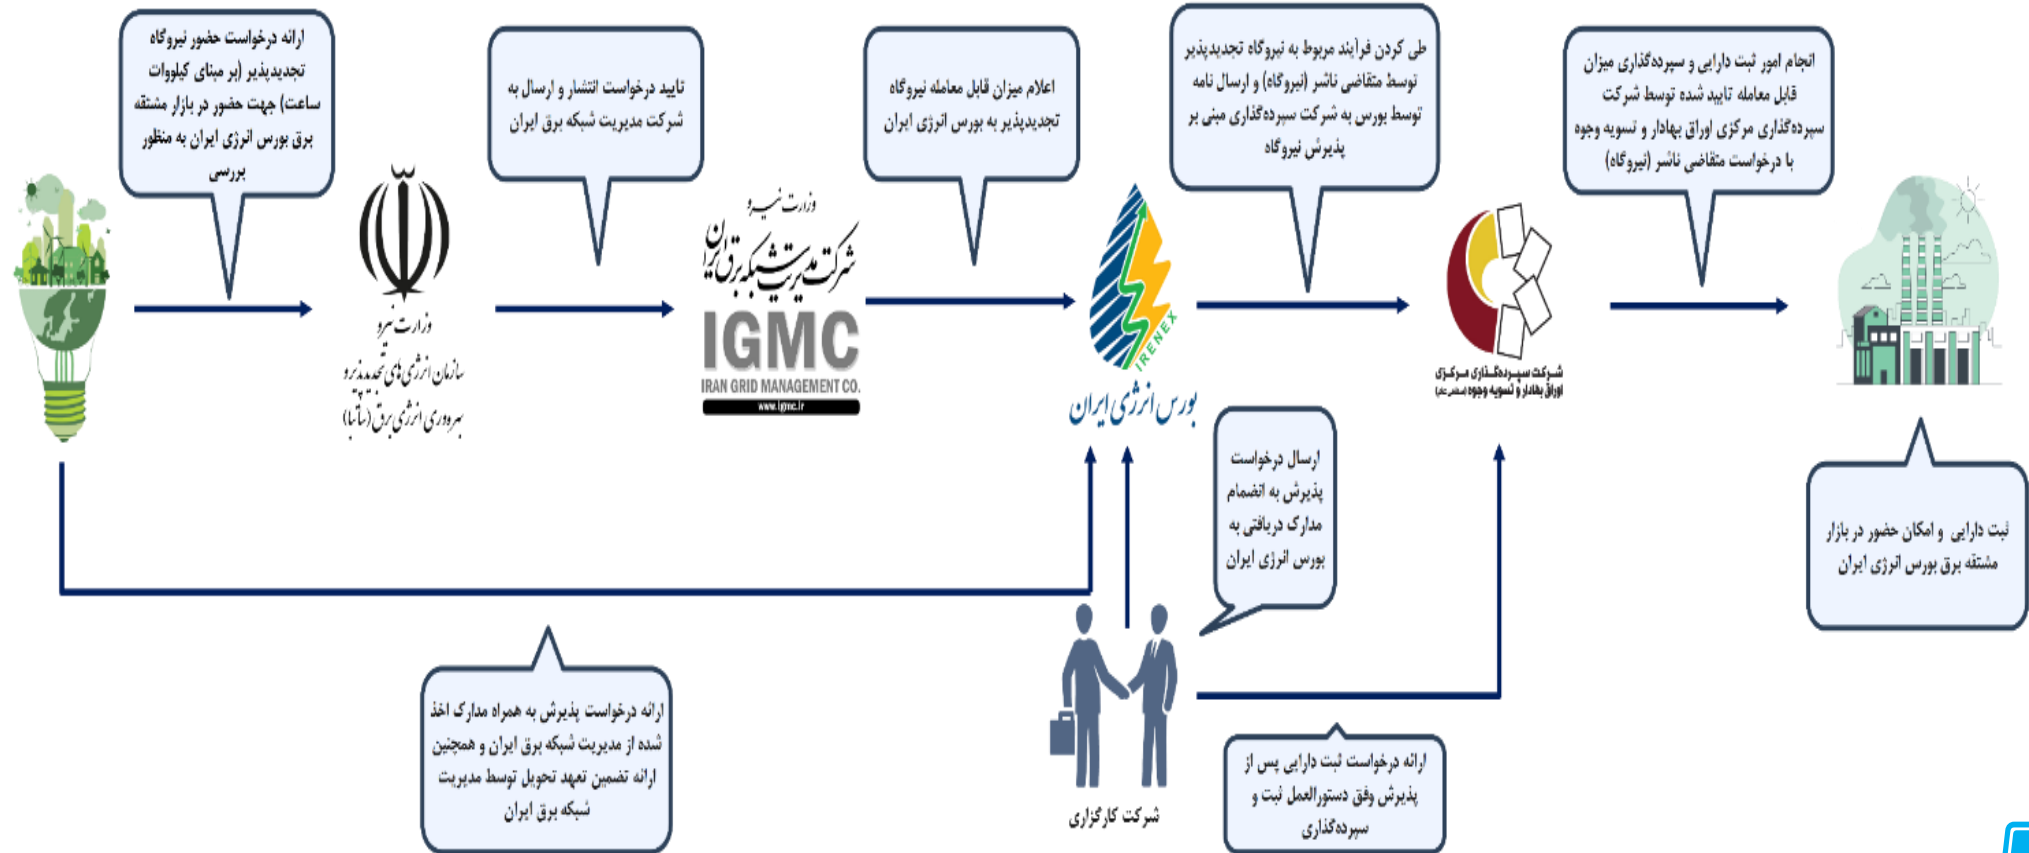 ارائه درخواست حضور نیروگاه
تجدیدپذیر (بر مبنای کیلووات
ساعت) جهت حضور در بازار مشتقه
برق بورس انرژی ایران به منظور
بررسی
تایید درخواست انتشار و ارسال به
شرکت مدیریت شبکه برق ایران
اعلام میزان قابل معامله نیروگاه
تجدیدپذیر به بورس انرژی ایران
طی کردن فرآیند مربوط به نیروگاه تجدیدپذیر
توسط متقاضی ناشر (نیروگاه) و ارسال نامه
توسط بورس به شرکت سپرده‌گذاری مبنی بر
پذیرش نیروگاه
انجام امور ثبت دارایی و سپرده‌گذاری میزان
قابل معامله تایید شده توسط شرکت
سپرده‌گذاری مرکزی اوراق بهادار و تسویه وجوه
با درخواست متقاضی ناشر (نیروگاه)
وزارت نیرو
سازمان انرژی های تجدیدپذیر و
بهره‌وری انرژی برق (ساتبا)
وزارت نیرو
شرکت مدیریت شبکه برق ایران
IGMC
IRAN GRID MANAGEMENT CO.
www.igmc.ir
IRENEX
بورس انرژی ایران
شرکت سپرده‌گذاری مرکزی
اوراق بهادار و تسویه وجوه (سهامی عام)
ارسال درخواست
پذیرش به انضمام
مدارک دریافتی به
بورس انرژی ایران
ثبت دارایی و امکان حضور در بازار
مشتقه برق بورس انرژی ایران
ارائه درخواست پذیرش به همراه مدارک اخذ
شده از مدیریت شبکه برق ایران و همچنین
ارائه تضمین تعهد تحویل توسط مدیریت
شبکه برق ایران
شرکت کارگزاری
ارائه درخواست ثبت دارایی پس از
پذیرش وفق دستورالعمل ثبت و
سپرده‌گذاری